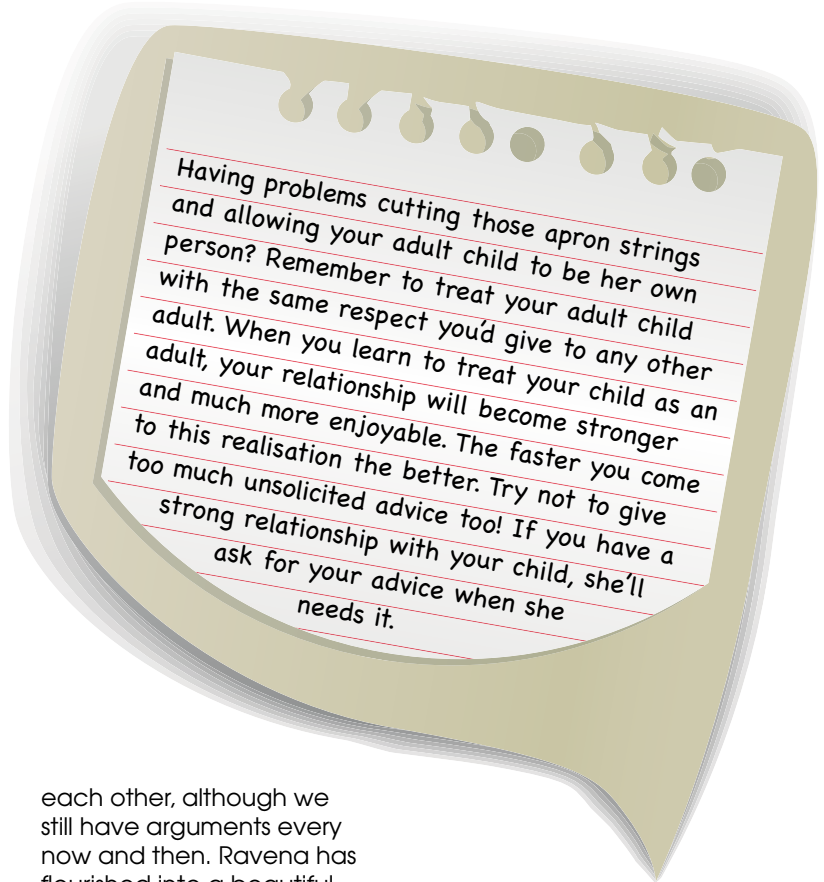 Having problems cutting those apron strings
and allowing your adult child to be her own
person? Remember to treat your adult child
with the same respect you'd give to any other
adult. When you learn to treat your child as an
adult, your relationship will become stronger
and much more enjoyable. The faster you come
to this realisation the better. Try not to give
too much unsolicited advice too! If you have a
strong relationship with your child, she'll
ask for your advice when she
needs it.
each other, although we
still have arguments every
now and then. Ravena has
flourished into a beautiful